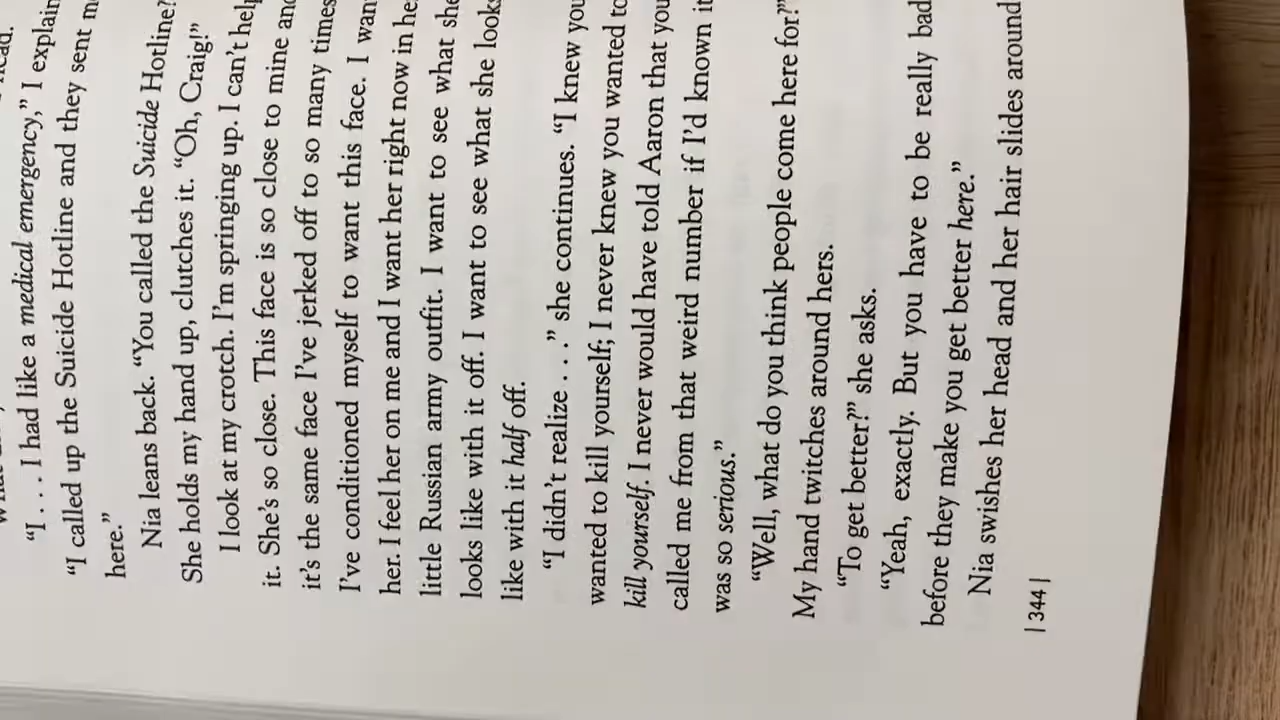 "I . . . I had like a medical emergency," I
"I called up the Suicide Hotline and they sent
here."
Nia leans back. "You called the Suicide Hotline?
She holds my hand up, clutches it. "Oh, Craig!"
I look at my crotch. I'm springing up. I can't
it. She's so close. This face is so close to mine and
it's the same face I've jerked off to so many times
I've conditioned myself to want this face. I
her. I feel her on me and I want her right now in
little Russian army outfit. I want to see what she
looks like with it off. I want to see what she looks
like with it half off.
"I didn't realize . . ." she continues. "I knew you
wanted to kill yourself; I never knew you wanted to
kill yourself. I never would have told Aaron that you
called me from that weird number if I'd known it
was so serious."
"Well, what do you think people come here for?"
My hand twitches around hers.
"To get better?" she asks.
"Yeah, exactly. But you have to be really bad
before they make you get better here."
Nia swishes her head and her hair slides around
| 344 |